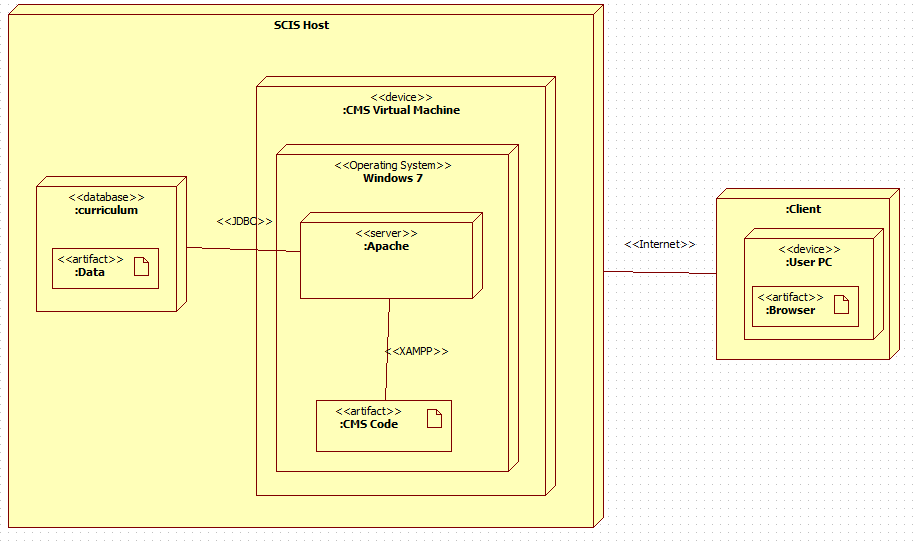 SCIS Host
<<device>>
:CMS Virtual Machine
<<Operating System>>
Windows 7
<<database>>
:curriculum
<<JDBC>>
<<server>>
:Apache
<<artifact>>
:Data
<<XAMPP>>
<<artifact>>
:CMS Code
<<Internet>>
:Client
<<device>>
:User PC
<<artifact>>
:Browser